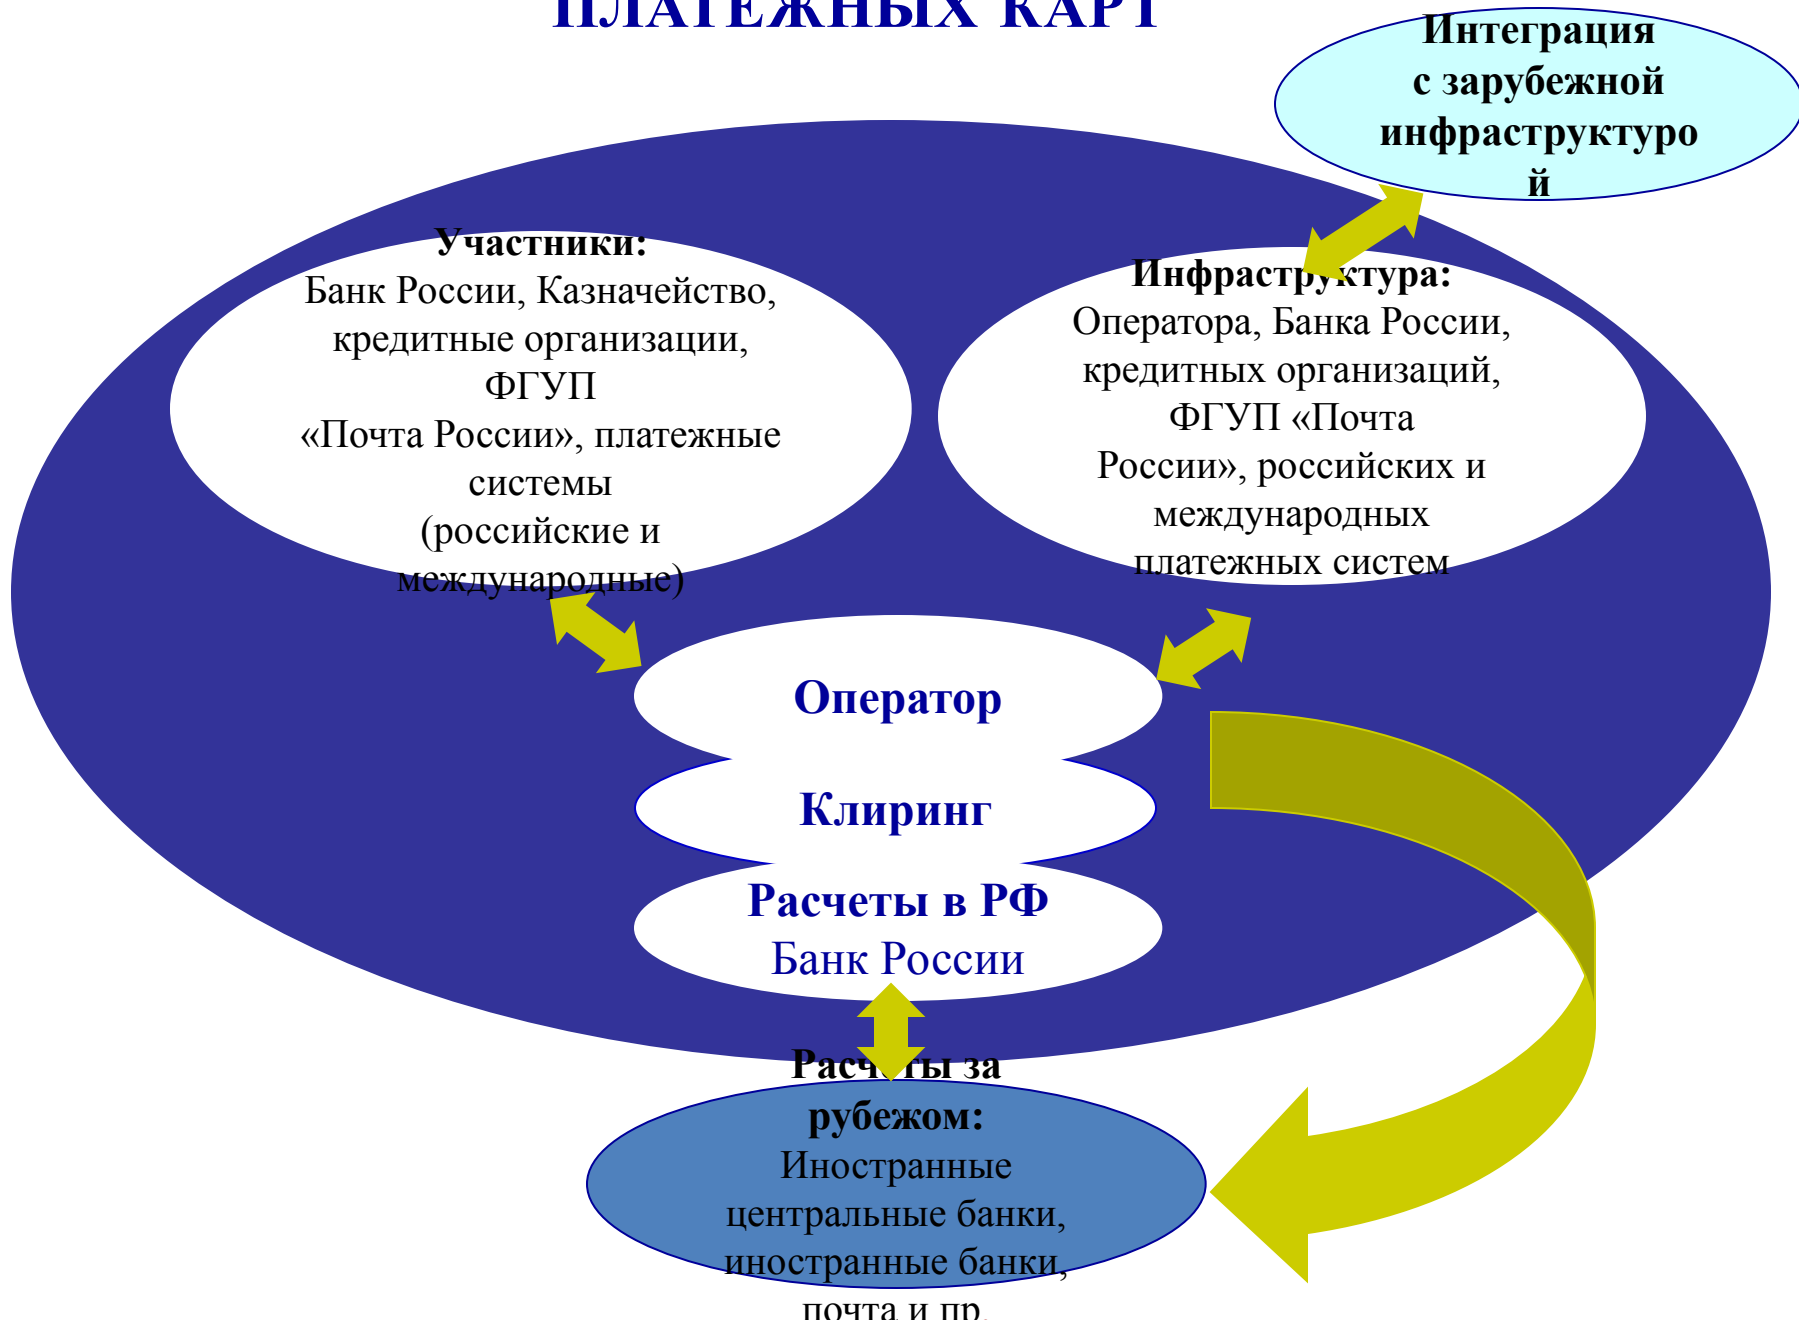 ПЛАТЕЖНЫХ КАРТ
Интеграция
с зарубежной
инфраструктуро
й
Участники:
Банк России, Казначейство,
кредитные организации,
ФГУП
«Почта России», платежные
системы
(российские и
международные)
Инфраструктура:
Оператора, Банка России,
кредитных организаций,
ФГУП «Почта
России», российских и
международных
платежных систем
Оператор
Клиринг
Расчеты в РФ
Банк России
Расчеты за
рубежом:
Иностранные
центральные банки,
иностранные банки,
почта и пр.